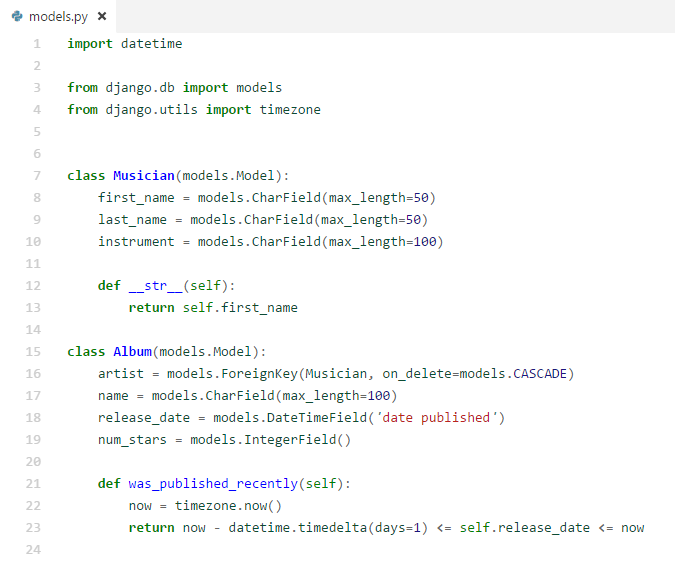 models.py ×
1 import datetime
2
3 from django.db import models
4 from django.utils import timezone
5
6
7 class Musician(models.Model):
8     first_name = models.CharField(max_length=50)
9     last_name = models.CharField(max_length=50)
10     instrument = models.CharField(max_length=100)
11
12     def __str__(self):
13         return self.first_name
14
15 class Album(models.Model):
16     artist = models.ForeignKey(Musician, on_delete=models.CASCADE)
17     name = models.CharField(max_length=100)
18     release_date = models.DateTimeField('date published')
19     num_stars = models.IntegerField()
20
21     def was_published_recently(self):
22         now = timezone.now()
23         return now - datetime.timedelta(days=1) <= self.release_date <= now
24